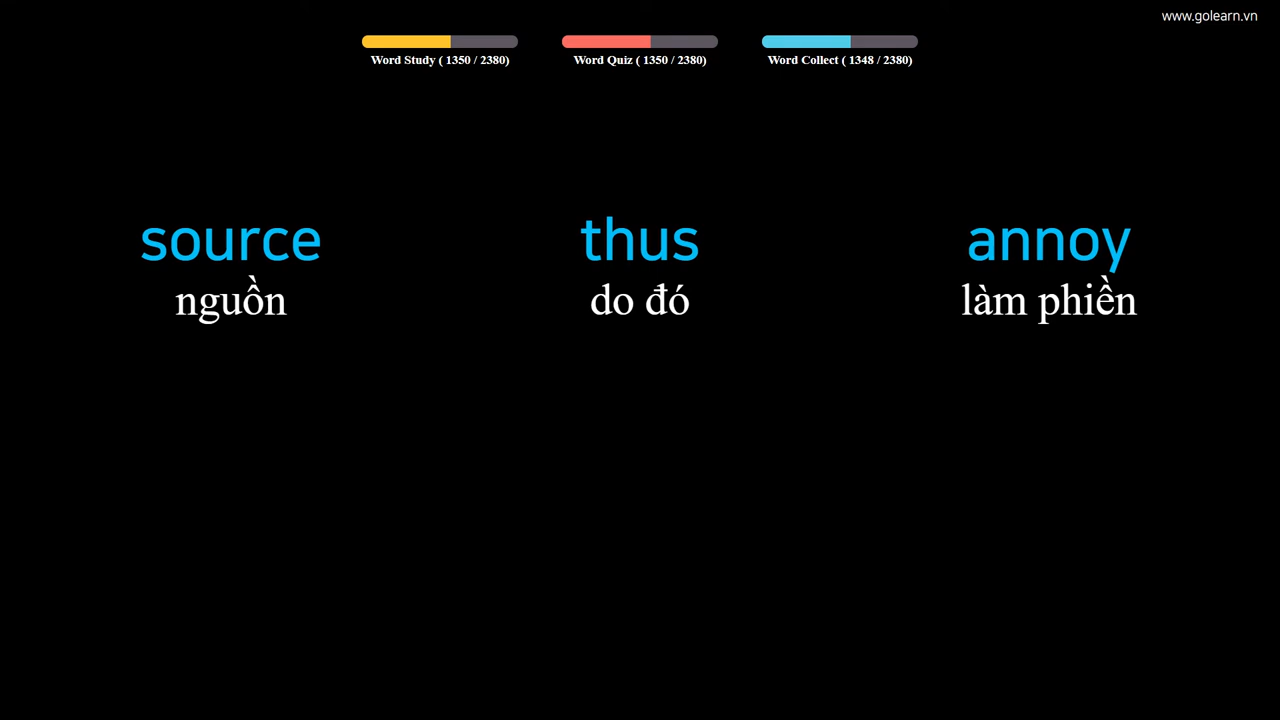 www.golearn.vn
Word Study ( 1350 / 2380)
Word Quiz ( 1350 / 2380)
Word Collect ( 1348 / 2380)
source
nguồn
thus
do đó
annoy
làm phiền